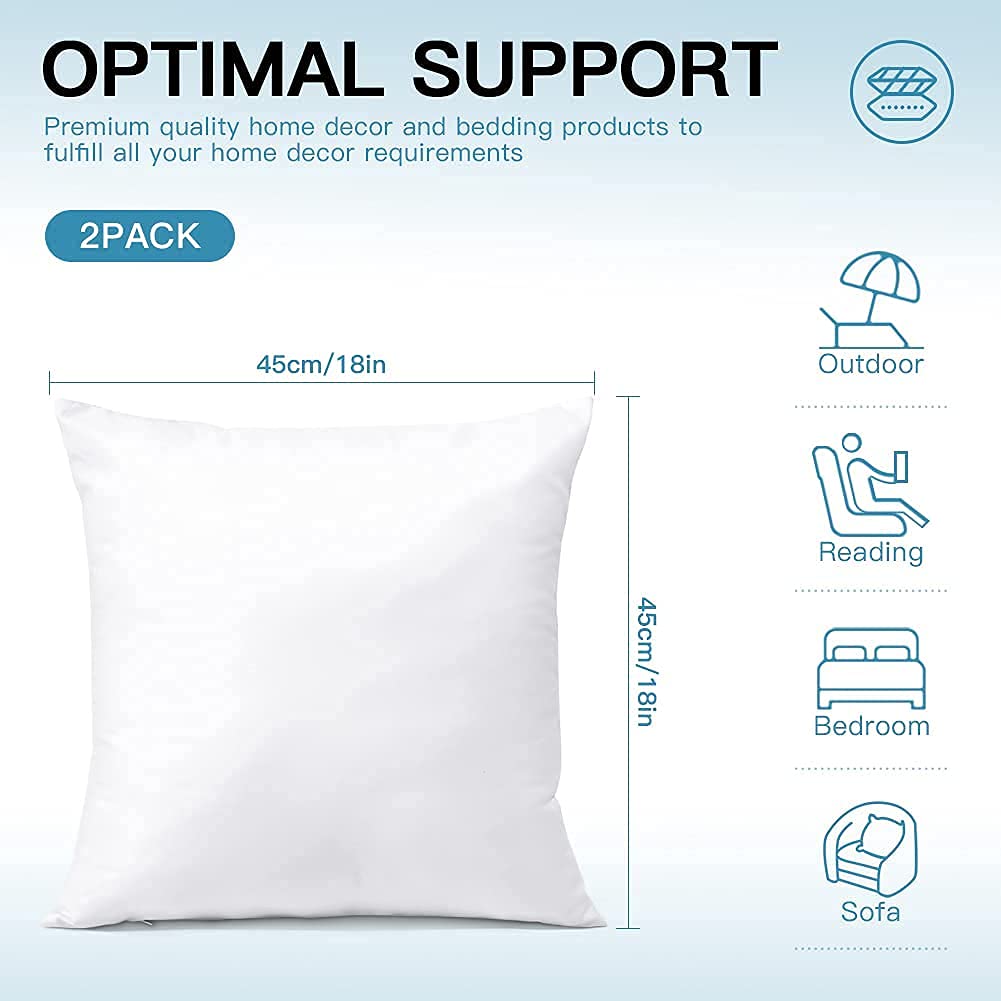 OPTIMAL SUPPORT
Premium quality home decor and bedding products to
fulfill all your home decor requirements
2PACK
45cm/18in
45cm/18in
Outdoor
Reading
Bedroom
Sofa